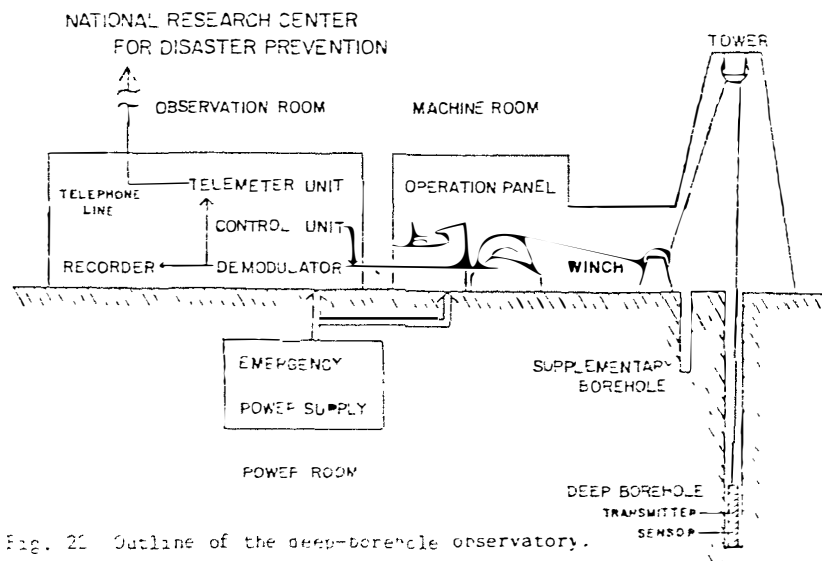 NATIONAL RESEARCH CENTER
FOR DISASTER PREVENTION
TOWER
OBSERVATION ROOM
MACHINE ROOM
TELEPHONE
LINE
TELEMETER UNIT
OPERATION PANEL
CONTROL UNIT
RECORDER
DEMODULATOR
WINCH
EMERGENCY
POWER SUPPLY
SUPPLEMENTARY
BOREHOLE
POWER ROOM
DEEP BOREHOLE
TRANSMITTER
SENSOR
Outline of the deep-borehole observatory.